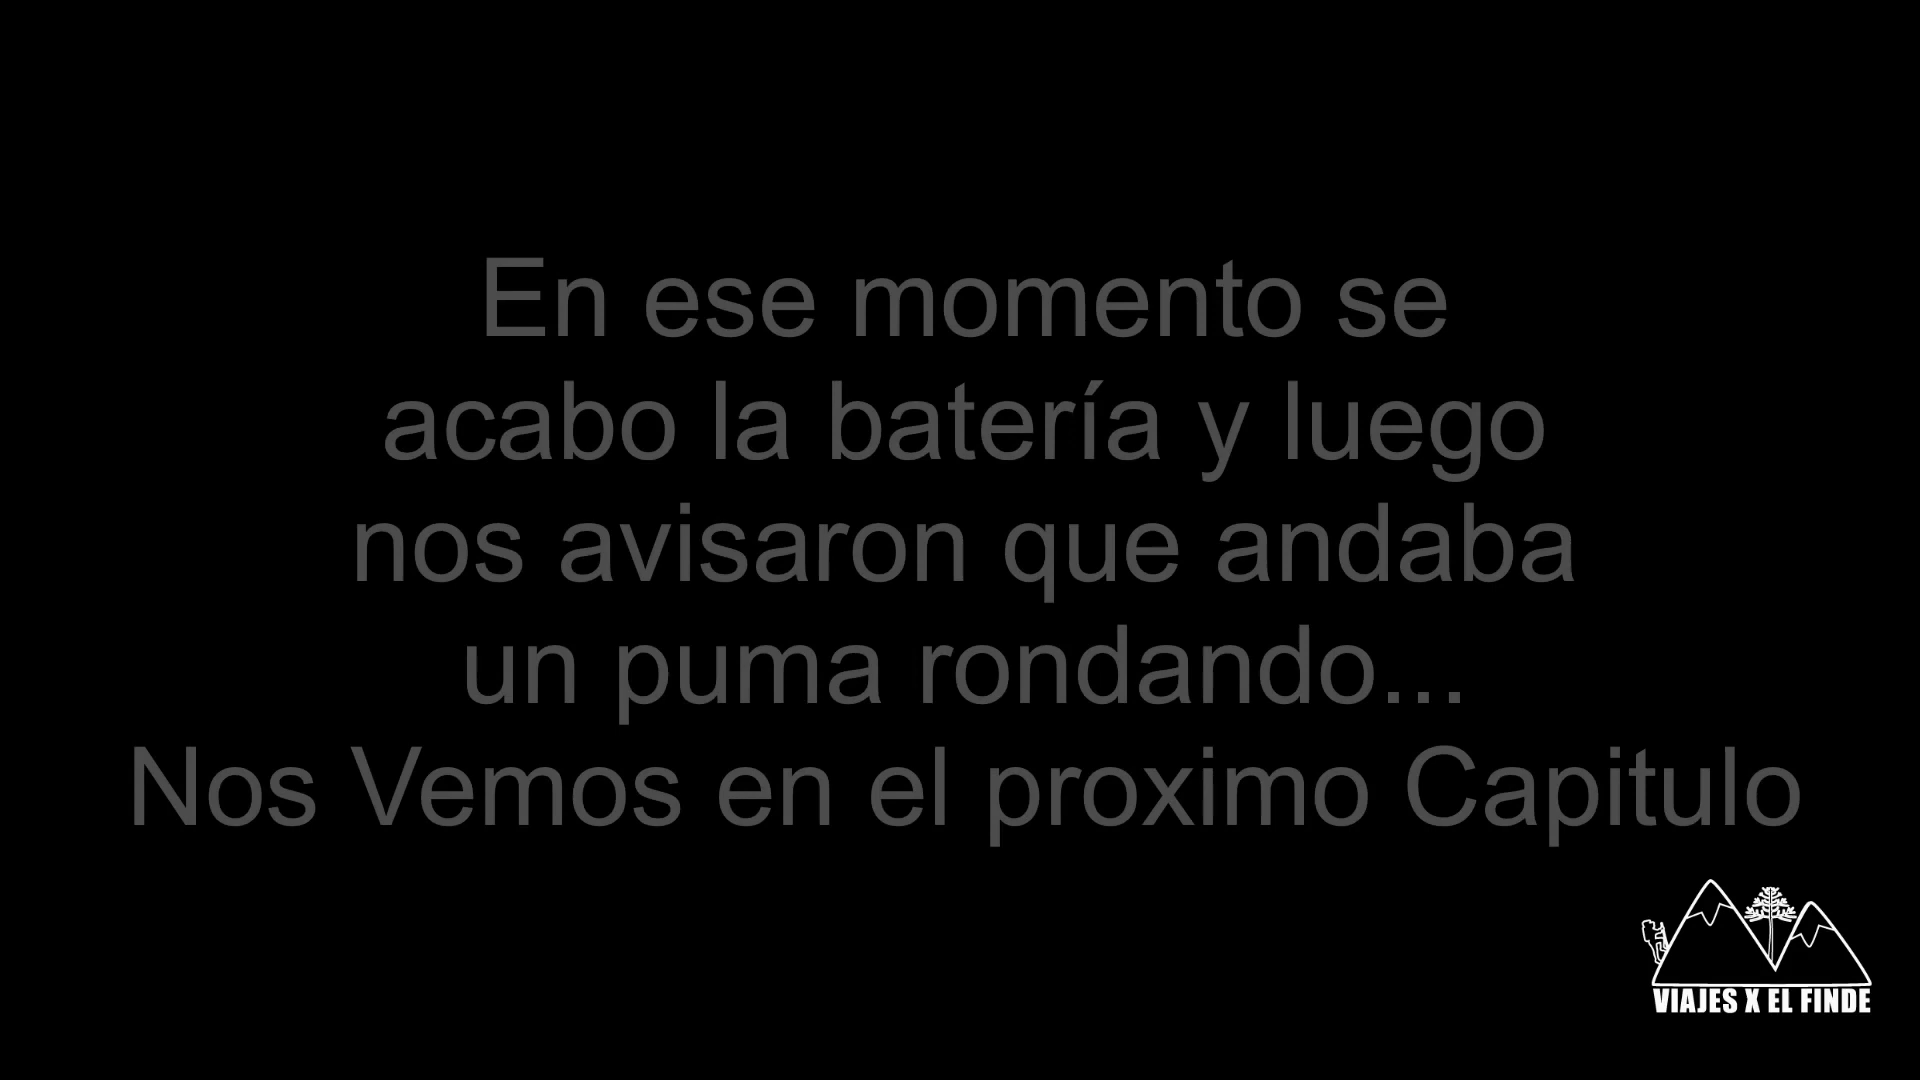 En ese momento se
acabo la batería y luego
nos avisaron que andaba
un puma rondando...
Nos Vemos en el proximo Capitulo
VIAJES X EL FINDE